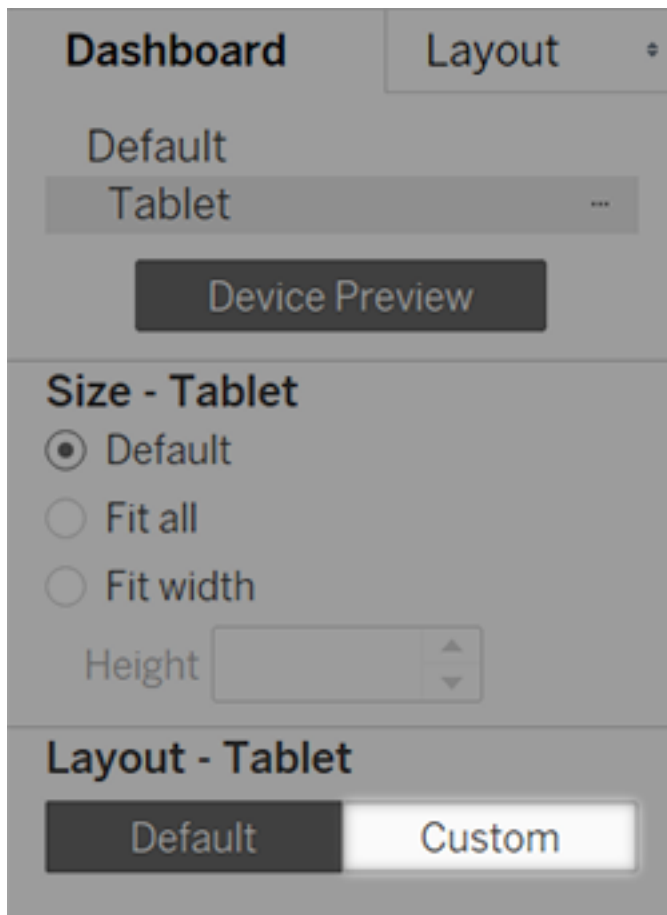 Dashboard Layout
Default
Tablet ...
Device Preview
Size - Tablet
Default
Fit all
Fit width
Height
Layout - Tablet
Default Custom